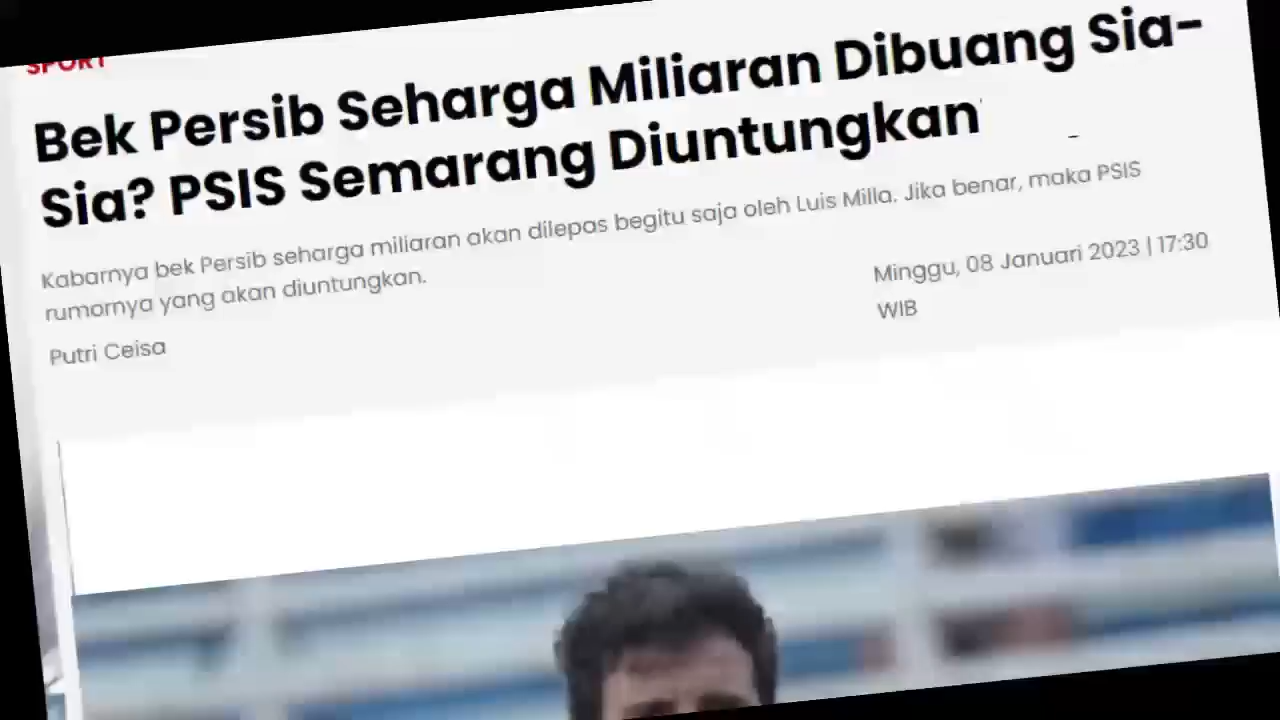 SPORT
Bek Persib Seharga Miliaran Dibuang Sia-
Sia? PSIS Semarang Diuntungkan
Kabarnya bek Persib seharga miliaran akan dilepas begitu saja oleh Luis Milla. Jika benar, maka PSIS
rumornya yang akan diuntungkan.
Putri Ceisa
Minggu, 08 Januari 2023 | 17:30
WIB